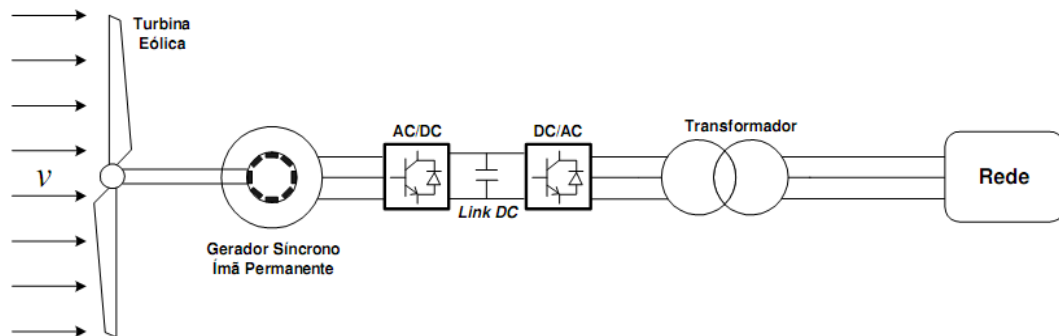 Turbina
Eólica
v
Gerador Síncrono
Ímã Permanente
AC/DC
Link DC
DC/AC
Transformador
Rede